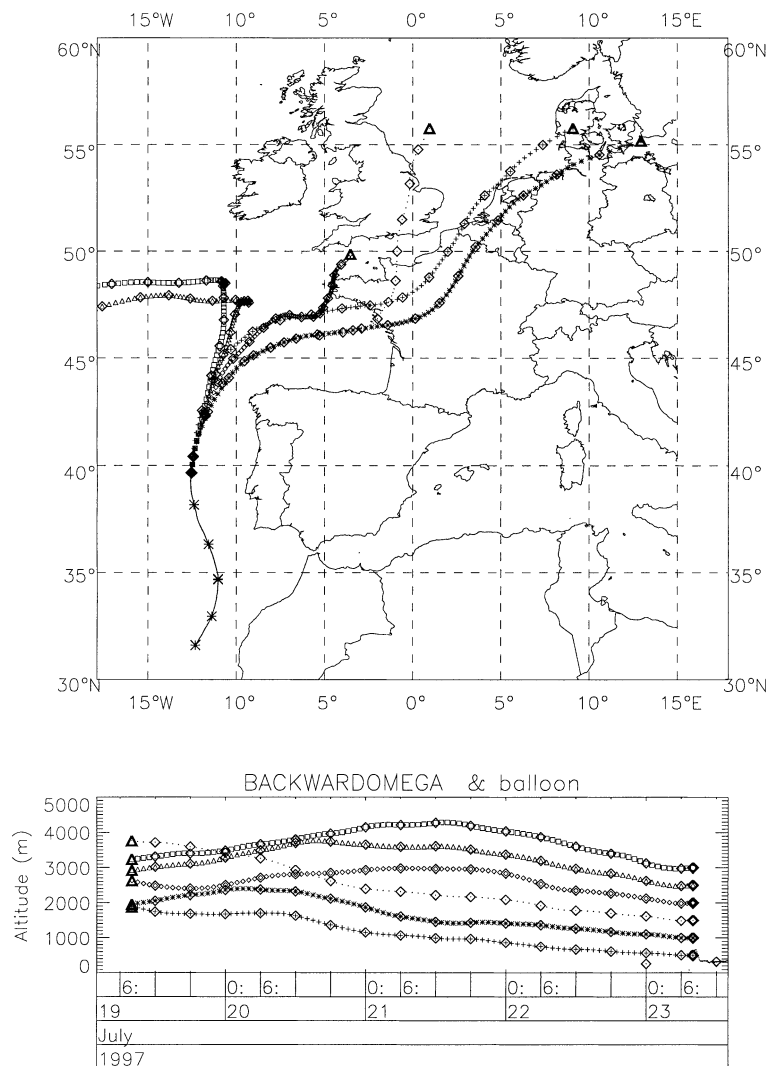 15°W 10°W 5°W 0° 5°E 10°E 15°E
60°N 60°N
55° 55°
50° 50°
45° 45°
40° 40°
35° 35°
30°N 30°N
15°W 10°W 5°W 0° 5°E 10°E 15°E
BACKWARDOMEGA & balloon
Altitude (m)
5000
4000
3000
2000
1000
0
6: 0: 6: 0: 6: 0: 6: 0: 6:
19 20 21 22 23
July
1997